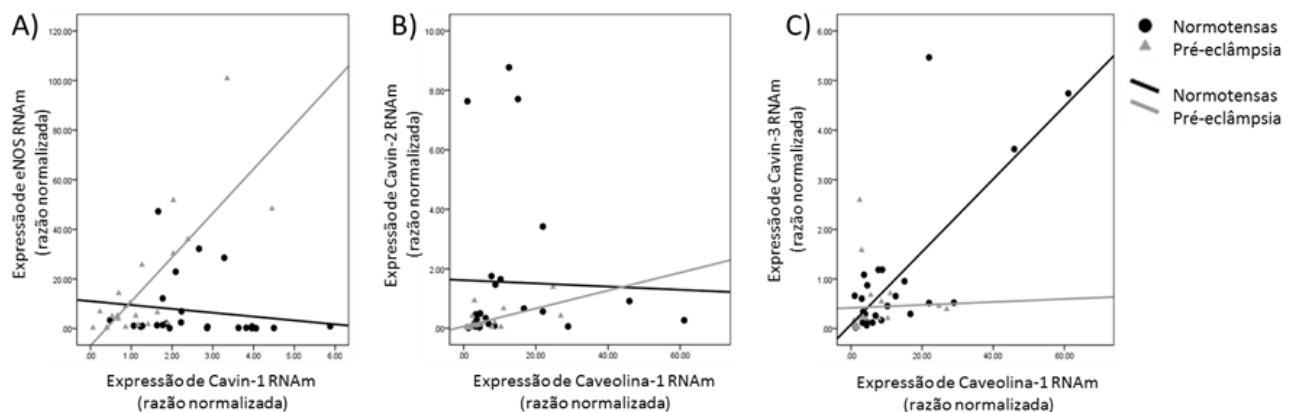 A)
Expressão de eNOS RNAm
(razão normalizada)
120.00
100.00
80.00
60.00
40.00
20.00
.00
.00 1.00 2.00 3.00 4.00 5.00 6.00
Expressão de Cavin-1 RNAm
(razão normalizada)
B)
Expressão de Cavin-2 RNAm
(razão normalizada)
10.00
8.00
6.00
4.00
2.00
.00
.00 20.00 40.00 60.00
Expressão de Caveolina-1 RNAm
(razão normalizada)
C)
Expressão de Cavin-3 RNAm
(razão normalizada)
6.00
5.00
4.00
3.00
2.00
1.00
.00
.00 20.00 40.00 60.00
Expressão de Caveolina-1 RNAm
(razão normalizada)
Normotensas
Pré-eclâmpsia
Normotensas
Pré-eclâmpsia